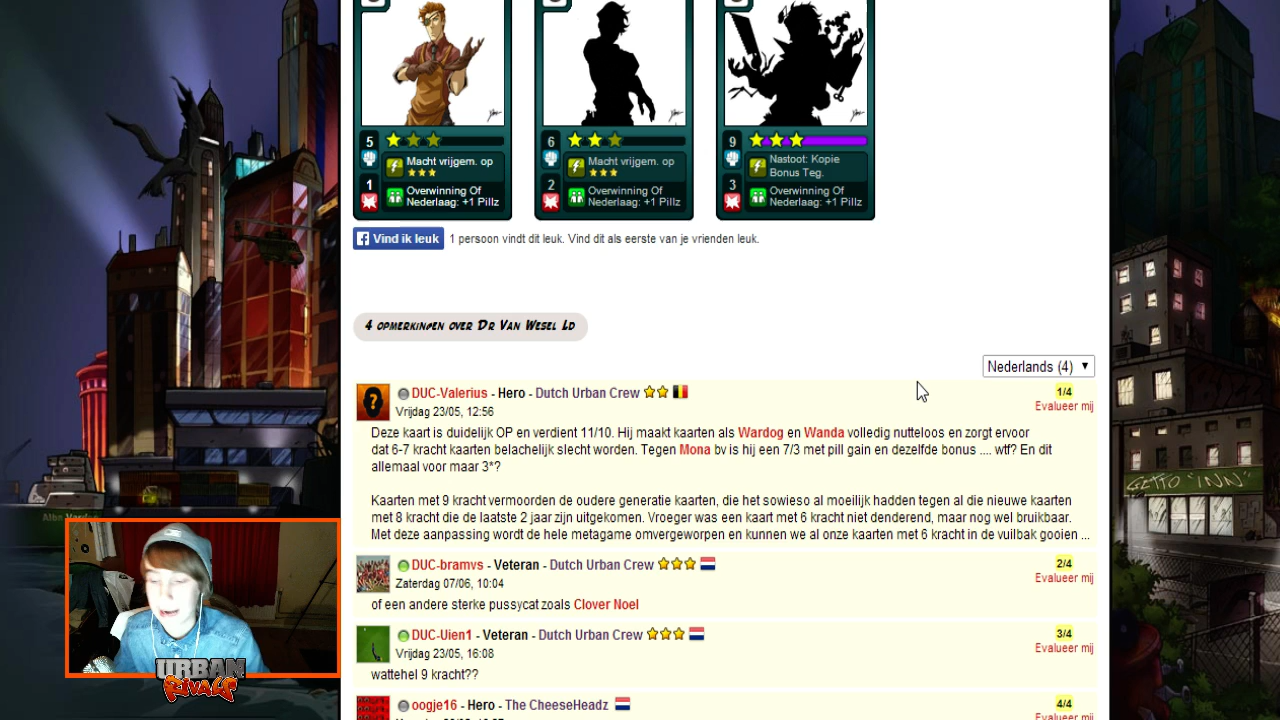 5
Macht vrijgem. op
1
Overwinning Of
Nederlaag: +1 Pillz
6
Macht vrijgem. op
2
Overwinning Of
Nederlaag: +1 Pillz
9
Nastoot: Kopie
Bonus Teg.
3
Overwinning Of
Nederlaag: +1 Pillz
Vind ik leuk 1 persoon vindt dit leuk. Vind dit als eerste van je vrienden leuk.
4 opmerkingen over Dr Van Wesel Ld
Nederlands (4)
DUC-Valerius - Hero - Dutch Urban Crew
1/4
Vrijdag 23/05, 12:56
Evalueer mij
Deze kaart is duidelijk OP en verdient 11/10. Hij maakt kaarten als Wardog en Wanda volledig nutteloos en zorgt ervoor
dat 6-7 kracht kaarten belachelijk slecht worden. Tegen Mona bv is hij een 7/3 met pill gain en dezelfde bonus .... wtf? En dit
allemaal voor maar 3*?
Kaarten met 9 kracht vermoorden de oudere generatie kaarten, die het sowieso al moeilijk hadden tegen al die nieuwe kaarten
met 8 kracht die de laatste 2 jaar zijn uitgekomen. Vroeger was een kaart met 6 kracht niet denderend, maar nog wel bruikbaar.
Met deze aanpassing wordt de hele metagame omvergeworpen en kunnen we al onze kaarten met 6 kracht in de vuilbak gooien ...
DUC-bramvs - Veteran - Dutch Urban Crew
2/4
Zaterdag 07/06, 10:04
Evalueer mij
of een andere sterke pussycat zoals Clover Noel
DUC-Uien1 - Veteran - Dutch Urban Crew
3/4
Vrijdag 23/05, 16:08
Evalueer mij
wattehel 9 kracht??
oogje16 - Hero - The CheeseHeadz
4/4
Evalueer mij
GETTO "INN"
URBAN
RIVALS